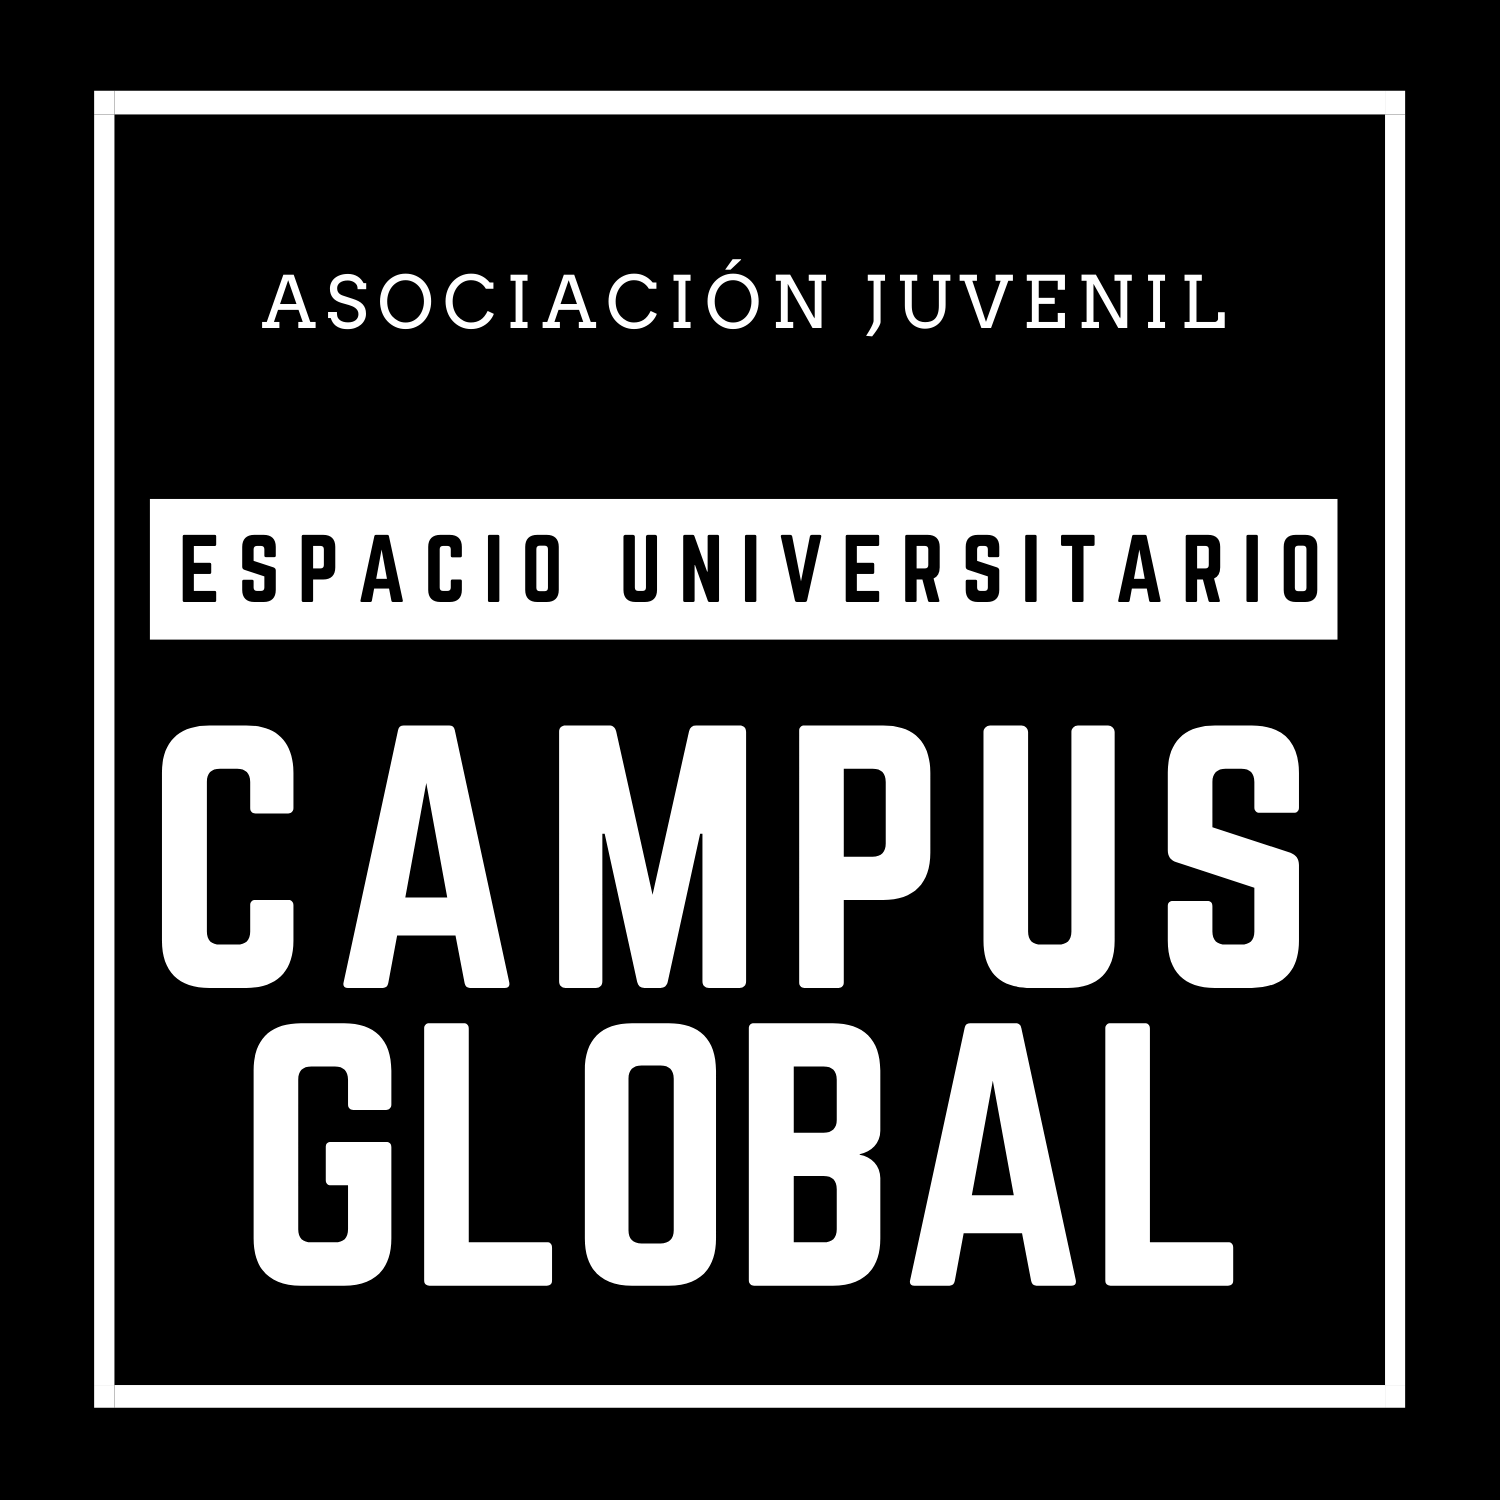 ASOCIACIÓN JUVENIL
ESPACIO UNIVERSITARIO
CAMPUS
GLOBAL